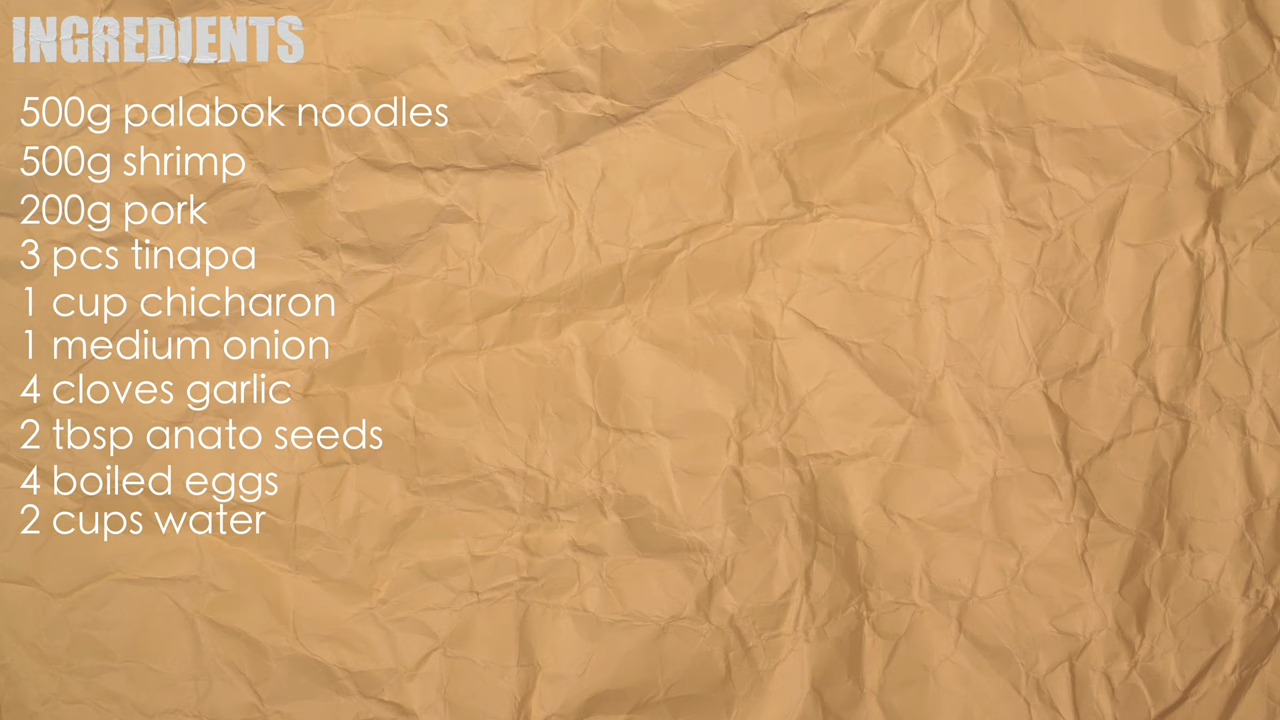 INGREDIENTS
500g palabok noodles
500g shrimp
200g pork
3 pcs tinapa
1 cup chicharon
1 medium onion
4 cloves garlic
2 tbsp anato seeds
4 boiled eggs
2 cups water